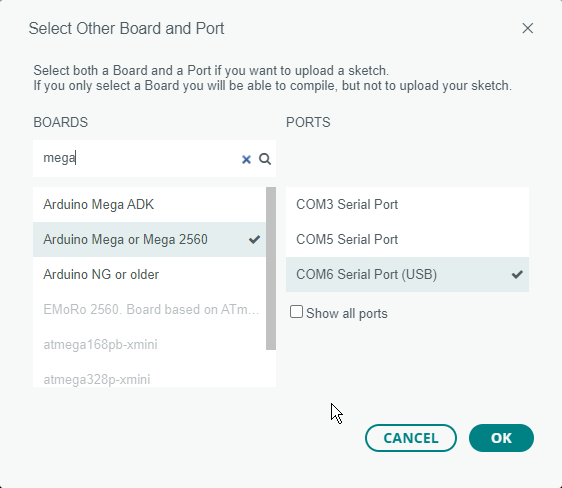 Select Other Board and Port
Select both a Board and a Port if you want to upload a sketch.
If you only select a Board you will be able to compile, but not to upload your sketch.
BOARDS
PORTS
mega
Arduino Mega ADK
Arduino Mega or Mega 2560
Arduino NG or older
EMoRo 2560. Board based on ATm...
atmega168pb-xmini
atmega328p-xmini
COM3 Serial Port
COM5 Serial Port
COM6 Serial Port (USB)
Show all ports
CANCEL
OK